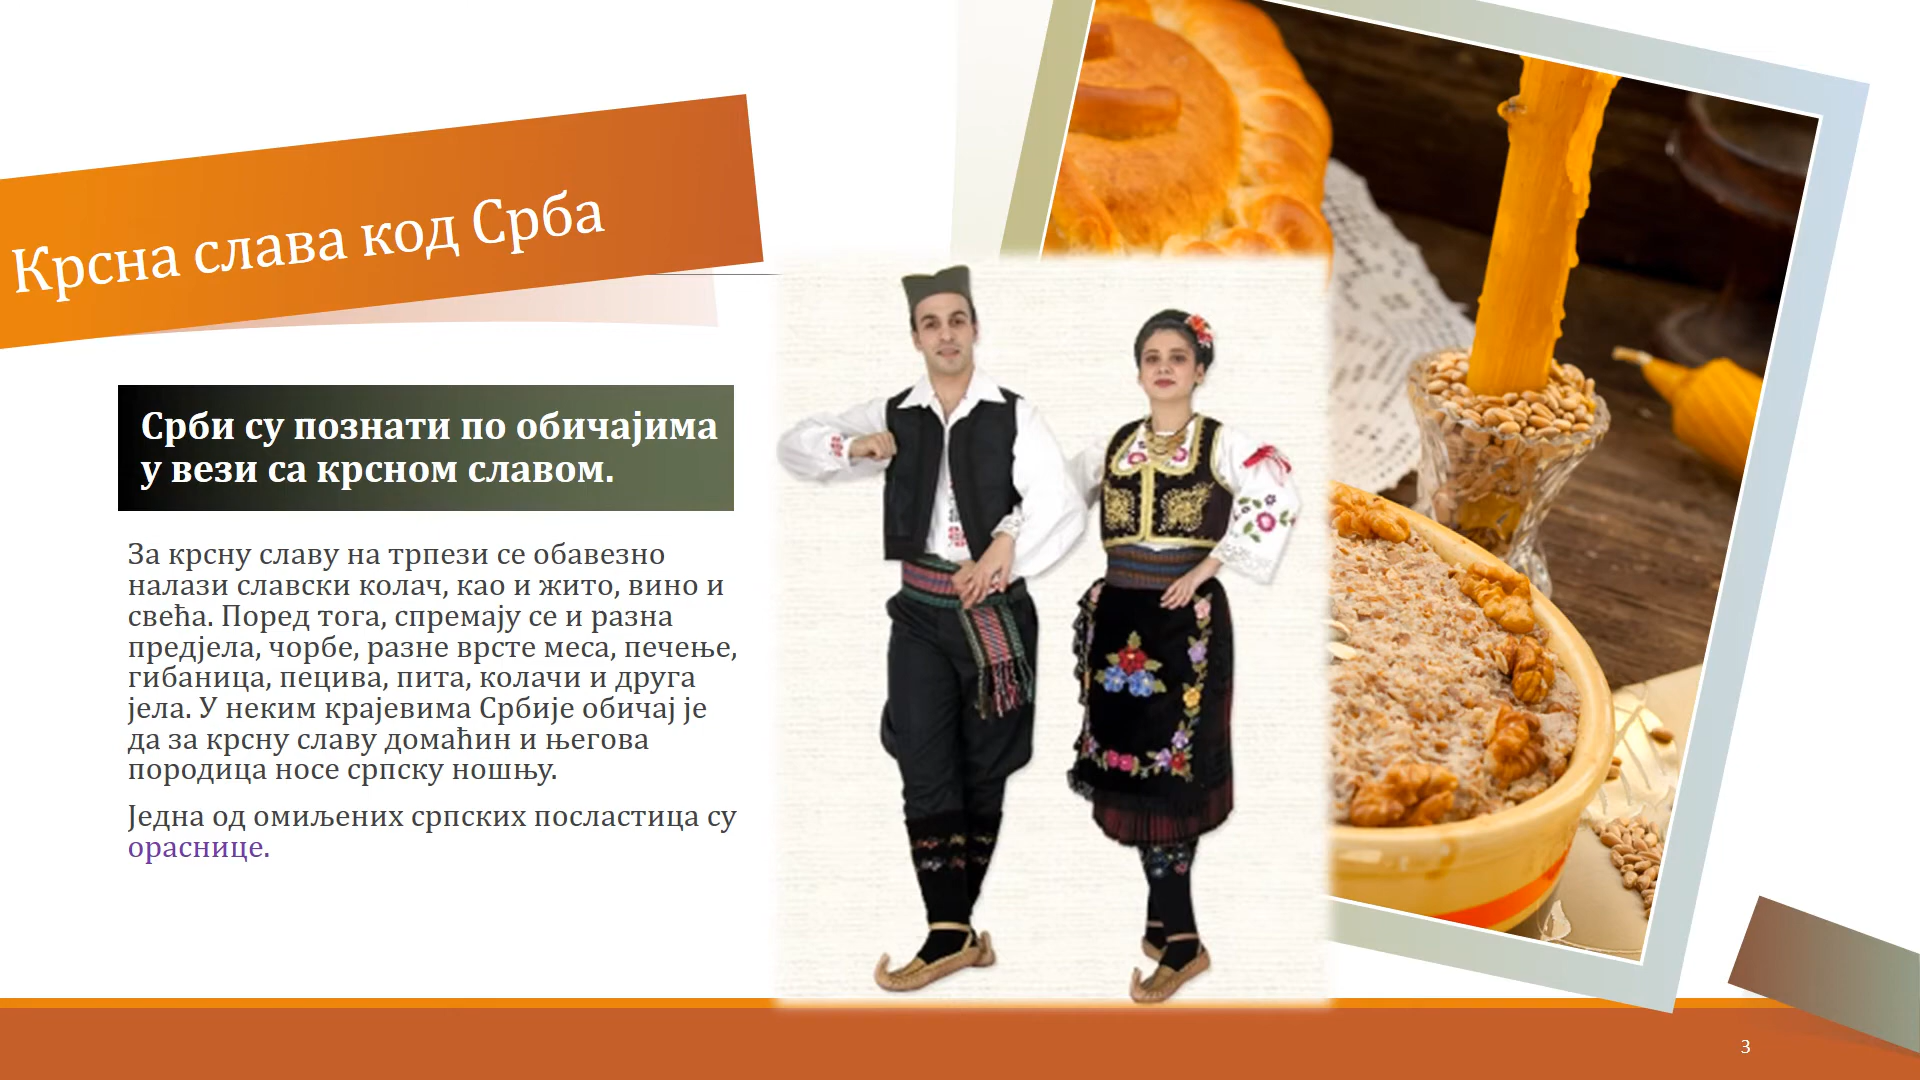 Крсна слава код Срба
Срби су познати по обичајима
у вези са крсном славом.
За крсну славу на трпези се обавезно
налази славски колач, као и жито, вино и
свећа. Поред тога, спремају се и разна
предјела, чорбе, разне врсте меса, печење,
гибаница, пецива, пита, колачи и друга
јела. У неким крајевима Србије обичај је
да за крсну славу домаћин и његова
породица носе српску ношњу.
Једна од омиљених српских посластица су
ораснице.
3